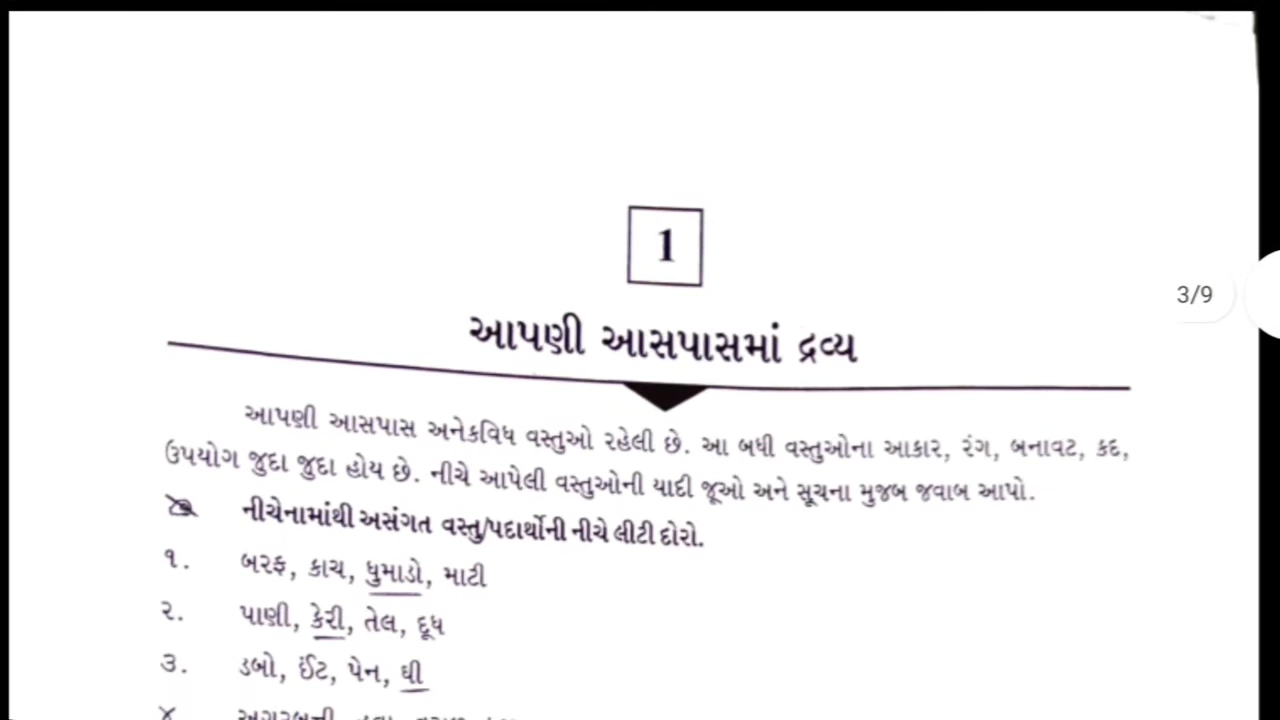 3/9
1
આપણી આસપાસમાં દ્રવ્ય
આપણી આસપાસ અનેકવિધ વસ્તુઓ રહેલી છે. આ બધી વસ્તુઓના આકાર, રંગ, બનાવટ, કદ,
ઉપયોગ જુદા જુદા હોય છે. નીચે આપેલી વસ્તુઓની યાદી જૂઓ અને સૂચના મુજબ જવાબ આપો.
નીચેનામાંથી અસંગત વસ્તુ/પદાર્થોની નીચે લીટી દોરો.
૧. બરફ, કાચ, ધુમાડો, માટી
૨. પાણી, કેરી, તેલ, દૂધ
૩. ડબો, ઈંટ, પેન, ઘી